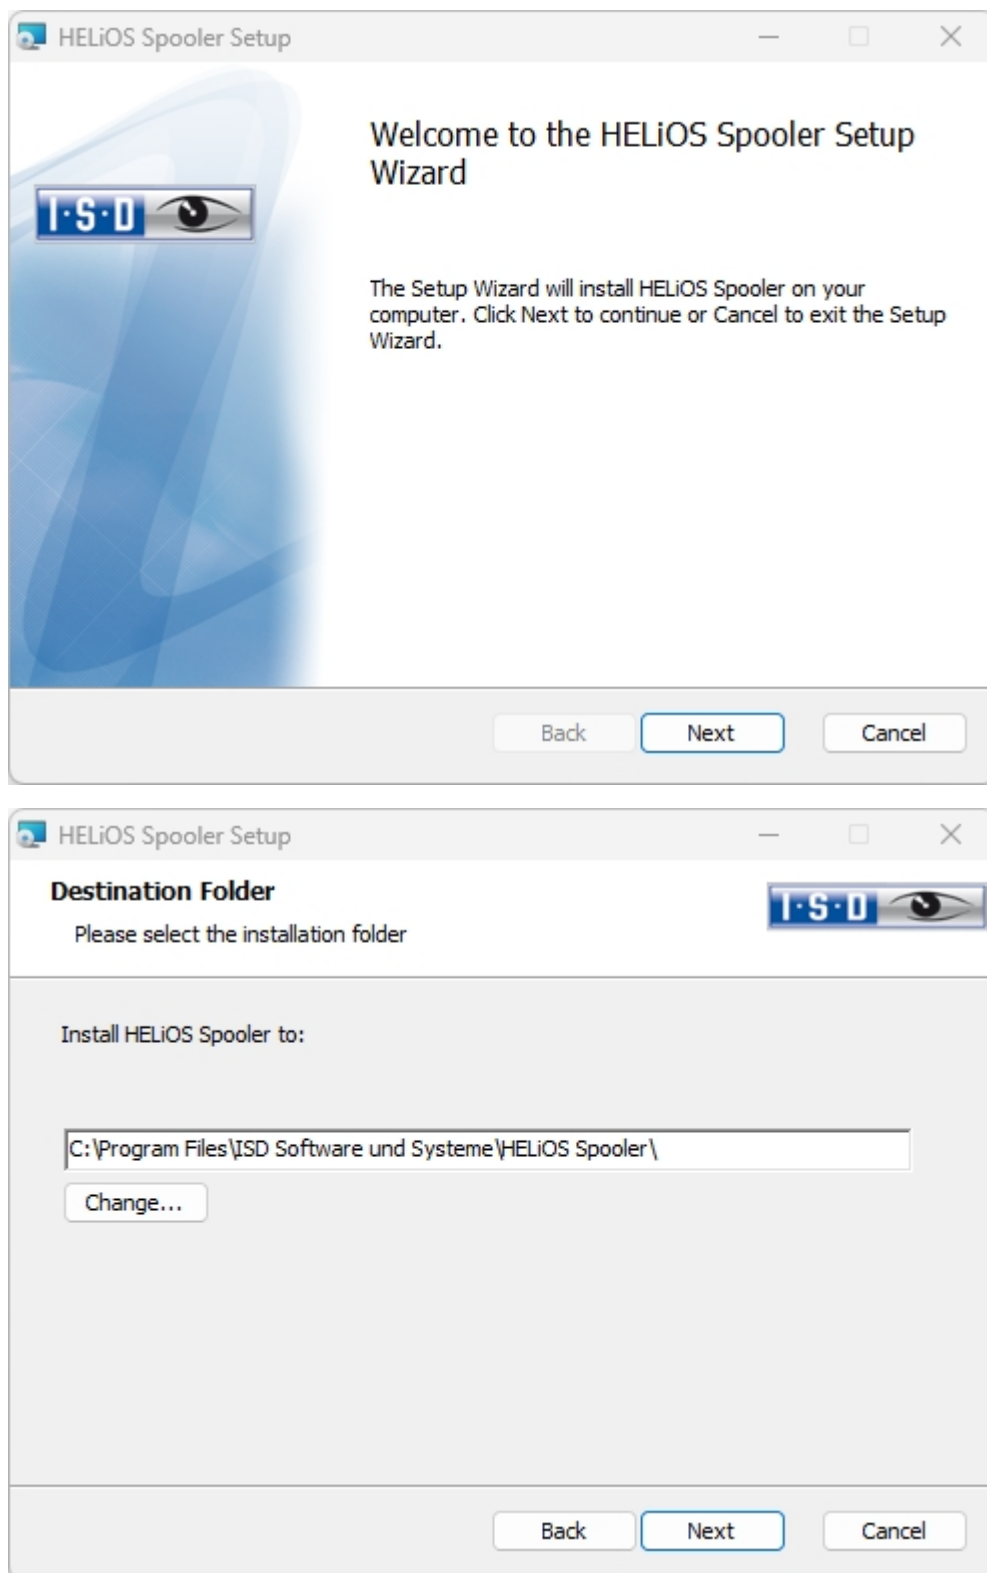 HELiOS Spooler Setup
Welcome to the HELiOS Spooler Setup
Wizard
I·S·D
The Setup Wizard will install HELiOS Spooler on your
computer. Click Next to continue or Cancel to exit the Setup
Wizard.
Back Next Cancel
HELiOS Spooler Setup
Destination Folder
I·S·D
Please select the installation folder
Install HELiOS Spooler to:
C:\Program Files\ISD Software und Systeme\HELiOS Spooler\
Change...
Back Next Cancel